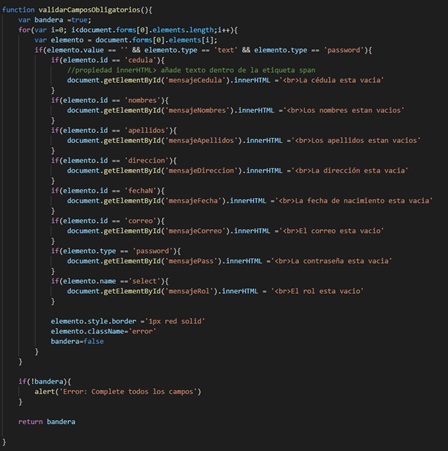 function validarCamposObligatorios(){
var bandera =true;
for(var i=0; i<document.forms[0].elements.length;i++){
var elemento = document.forms[0].elements[i];
if(elemento.value == '' && elemento.type == 'text' && elemento.type == 'password'){
if(elemento.id == 'cedula'){
//propiedad innerHTML> añade texto dentro de la etiqueta span
document.getElementById('mensajeCedula').innerHTML ='<br>La cédula esta vacia'
}
if(elemento.id == 'nombres'){
document.getElementById('mensajeNombres').innerHTML ='<br>Los nombres estan vacios'
}
if(elemento.id == 'apellidos'){
document.getElementById('mensajeApellidos').innerHTML ='<br>Los apellidos estan vacios'
}
if(elemento.id == 'direccion'){
document.getElementById('mensajeDireccion').innerHTML ='<br>La dirección esta vacia'
}
if(elemento.id == 'fechaN'){
document.getElementById('mensajeFecha').innerHTML ='<br>La fecha de nacimiento esta vacia'
}
if(elemento.id == 'correo'){
document.getElementById('mensajeCorreo').innerHTML ='<br>El correo esta vacio'
}
if(elemento.type == 'password'){
document.getElementById('mensajePass').innerHTML ='<br>La contraseña esta vacia'
}
if(elemento.name =='select'){
document.getElementById('mensajeRol').innerHTML = '<br>El rol esta vacio'
}
elemento.style.border ='1px red solid'
elemento.className='error'
bandera=false
}
}
if(!bandera){
alert('Error: Complete todos los campos')
}
return bandera
}